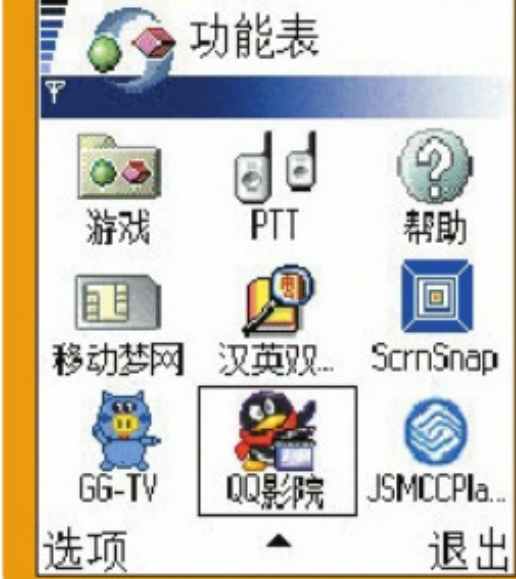 功能表
游戏 PTT 帮助
移动梦网 汉英双... ScrnSnap
GG-TV QQ影院 JSMCCPla...
选项 退出